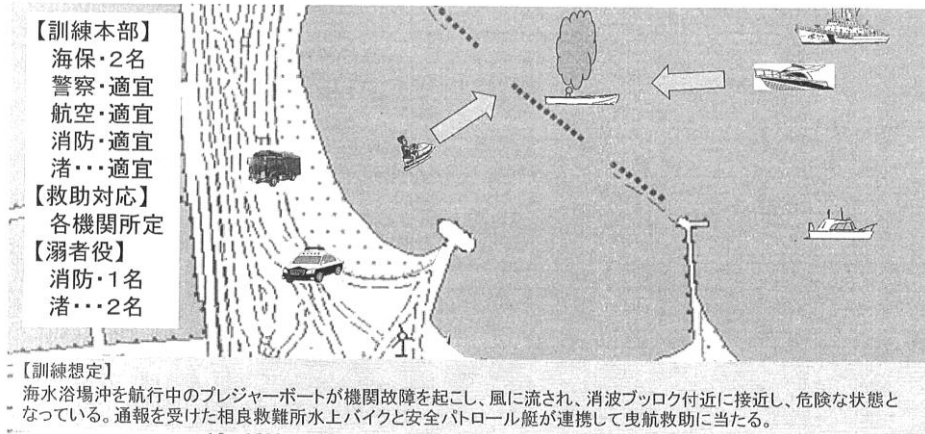 【訓練本部】
海保・2名
警察・適宜
航空・適宜
消防・適宜
渚・・・適宜
【救助対応】
各機関所定
【溺者役】
消防・1名
渚・・・2名
【訓練想定】
海水浴場沖を航行中のプレジャーボートが機関故障を起こし、風に流され、消波ブッロク付近に接近し、危険な状態と
なっている。通報を受けた相良救難所水上バイクと安全パトロール艇が連携して曳航救助に当たる。